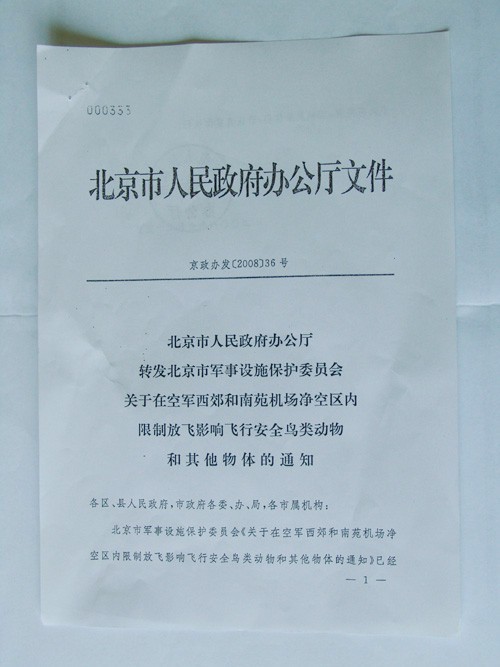 000333
北京市人民政府办公厅文件
京政办发〔2008〕36号
北京市人民政府办公厅
转发北京市军事设施保护委员会
关于在空军西郊和南苑机场净空区内
限制放飞影响飞行安全鸟类动物
和其他物体的通知
各区、县人民政府，市政府各委、办、局，各市属机构：
北京市军事设施保护委员会《关于在空军西郊和南苑机场净
空区内限制放飞影响飞行安全鸟类动物和其他物体的通知》已经
— 1 —